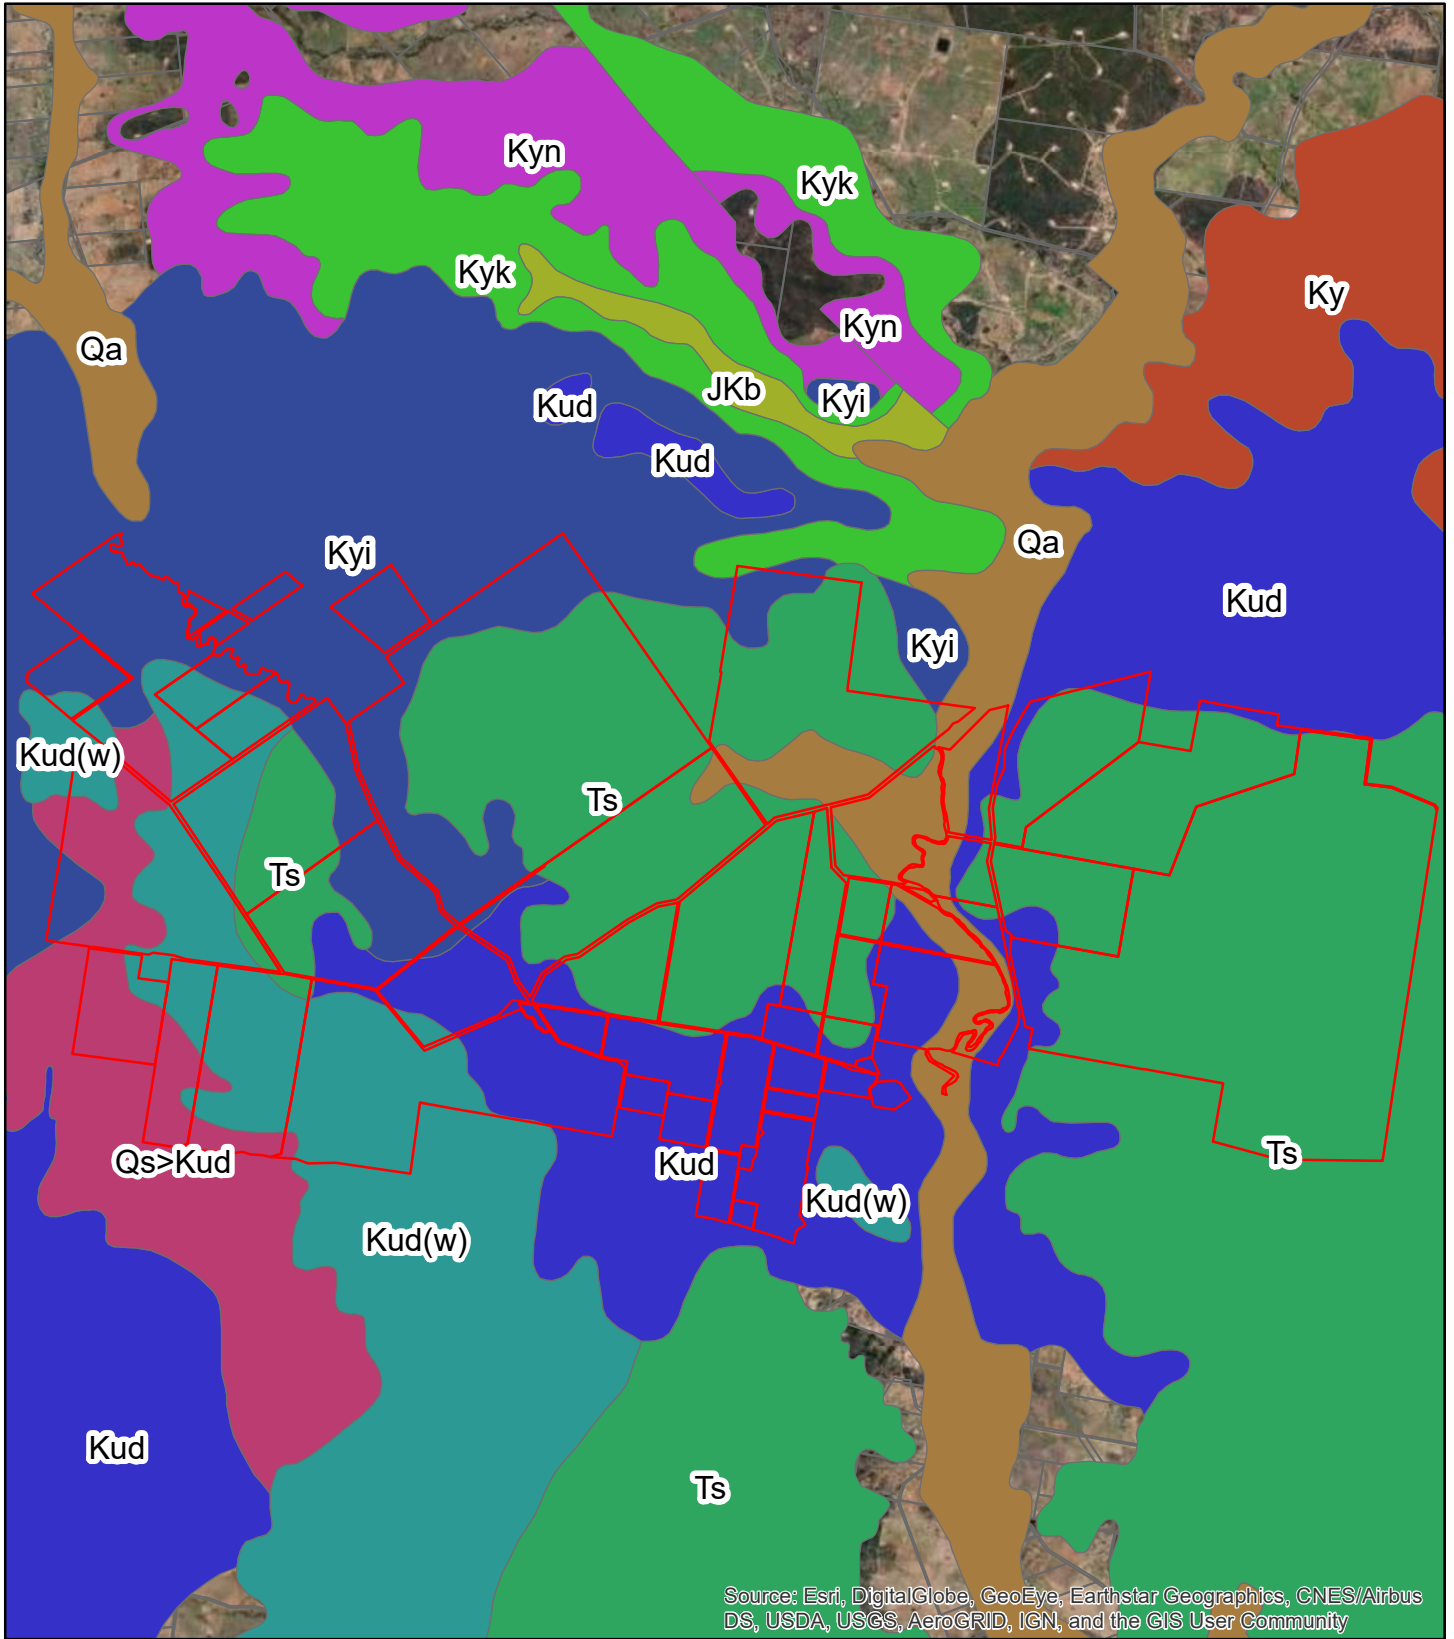 Kyn
Kyk
Kyk
Ky
Kyn
Qa
JKb
Kyi
Kud
Kud
Qa
Kyi
Kud
Kyi
Kud(w)
Ts
Ts
Ts
Qs>Kud
Kud
Kud(w)
Kud(w)
Kud
Ts
Source: Esri, DigitalGlobe, GeoEye, Earthstar Geographics, CNES/Airbus
DS, USDA, USGS, AeroGRID, IGN, and the GIS User Community